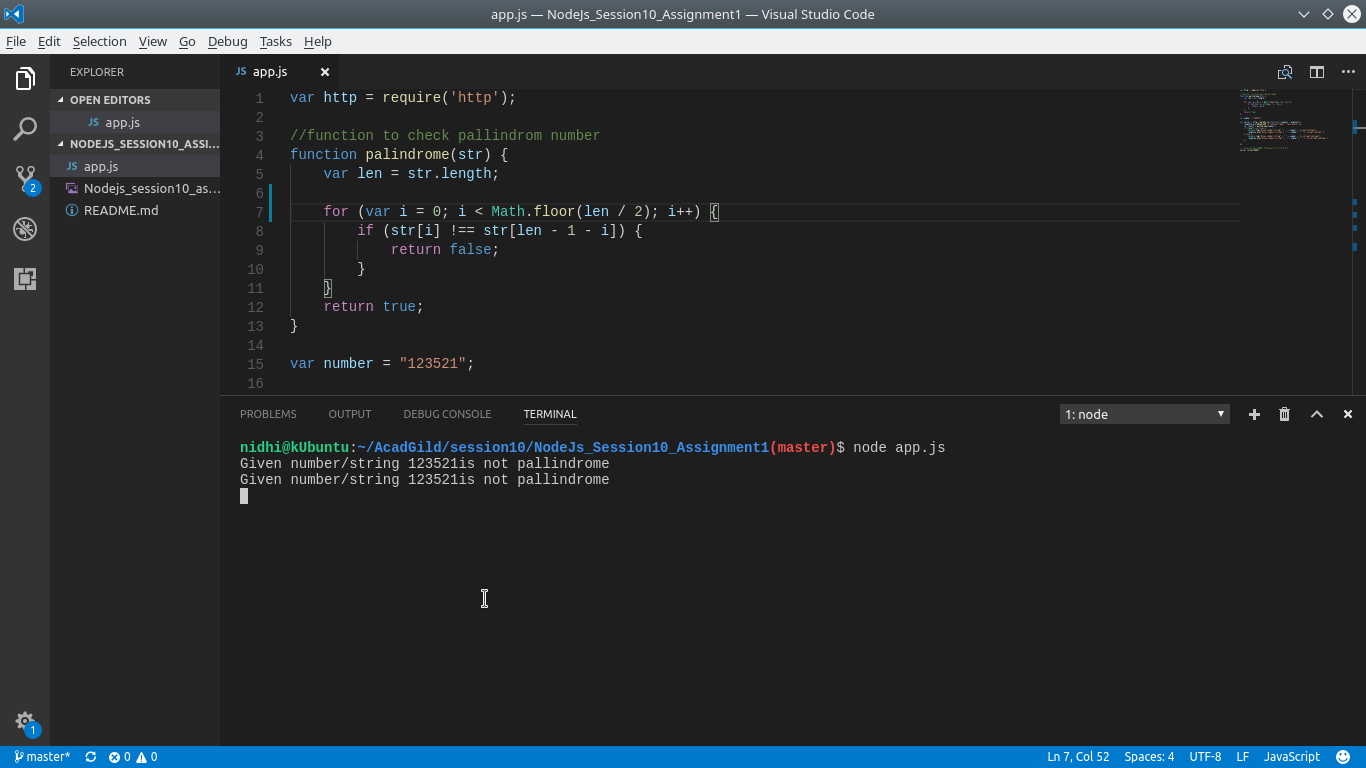 app.js — NodeJs_Session10_Assignment1 — Visual Studio Code
File Edit Selection View Go Debug Tasks Help
EXPLORER
OPEN EDITORS
JS app.js
NODEJS_SESSION10_ASSI...
JS app.js
Nodejs_session10_as...
README.md
2
1
JS app.js
1 var http = require('http');
2
3 //function to check pallindrom number
4 function palindrome(str) {
5 var len = str.length;
6
7 for (var i = 0; i < Math.floor(len / 2); i++) {
8 if (str[i] !== str[len - 1 - i]) {
9 return false;
10 }
11 }
12 return true;
13 }
14
15 var number = "123521";
16
PROBLEMS OUTPUT DEBUG CONSOLE TERMINAL
1: node
nidhi@kUbuntu:~/AcadGild/session10/NodeJs_Session10_Assignment1(master)$ node app.js
Given number/string 123521is not pallindrome
Given number/string 123521is not pallindrome
master* 0 0 Ln 7, Col 52 Spaces: 4 UTF-8 LF JavaScript